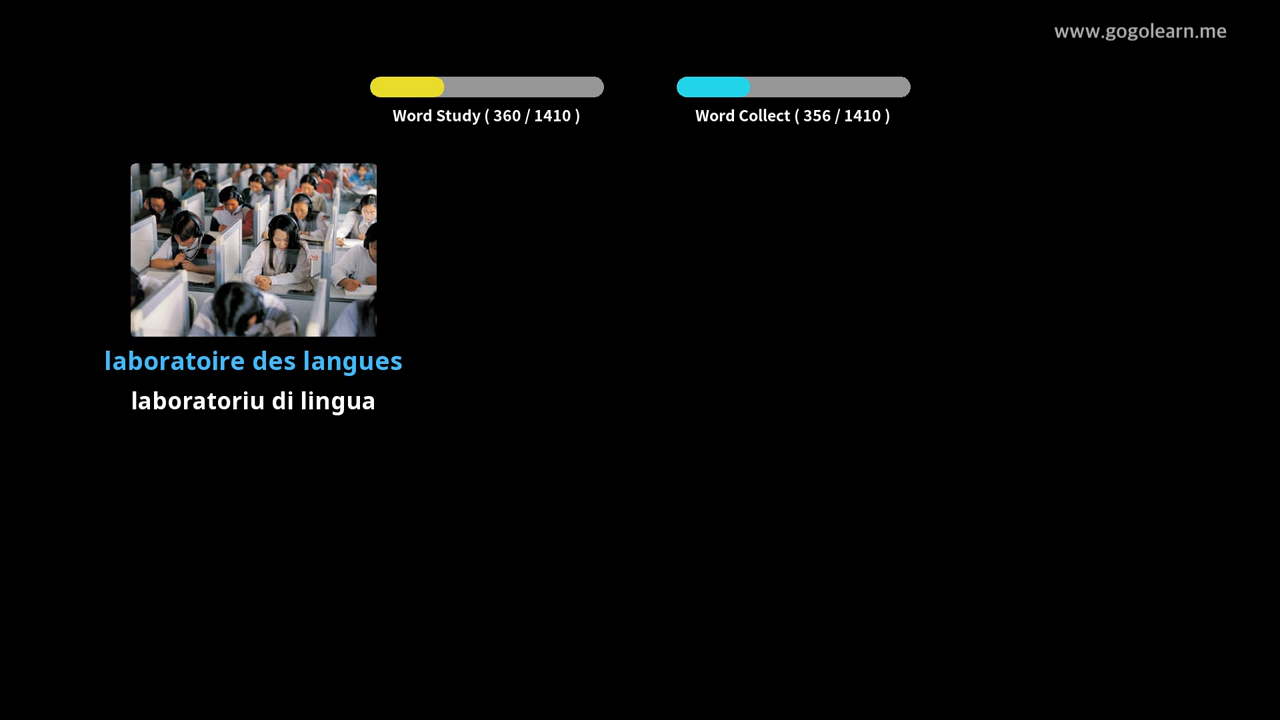 www.gogolearn.me
Word Study ( 360 / 1410 )
Word Collect ( 356 / 1410 )
laboratoire des langues
laboratoriu di lingua